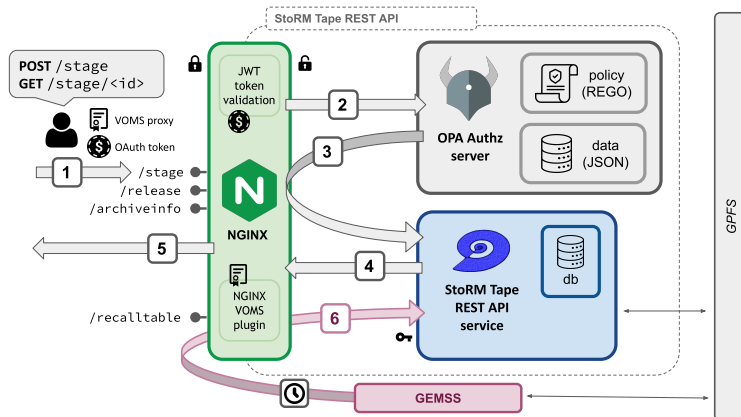 StoRM Tape REST API
POST /stage
GET /stage/<id>
VOMS proxy
OAuth token
1
/stage
/release
/archiveinfo
5
/recalltable
JWT
token
validation
NGINX
NGINX
VOMS
plugin
2
3
4
6
OPA Authz
server
policy
(REGO)
data
(JSON)
StoRM Tape
REST API
service
db
GEMSS
GPFS